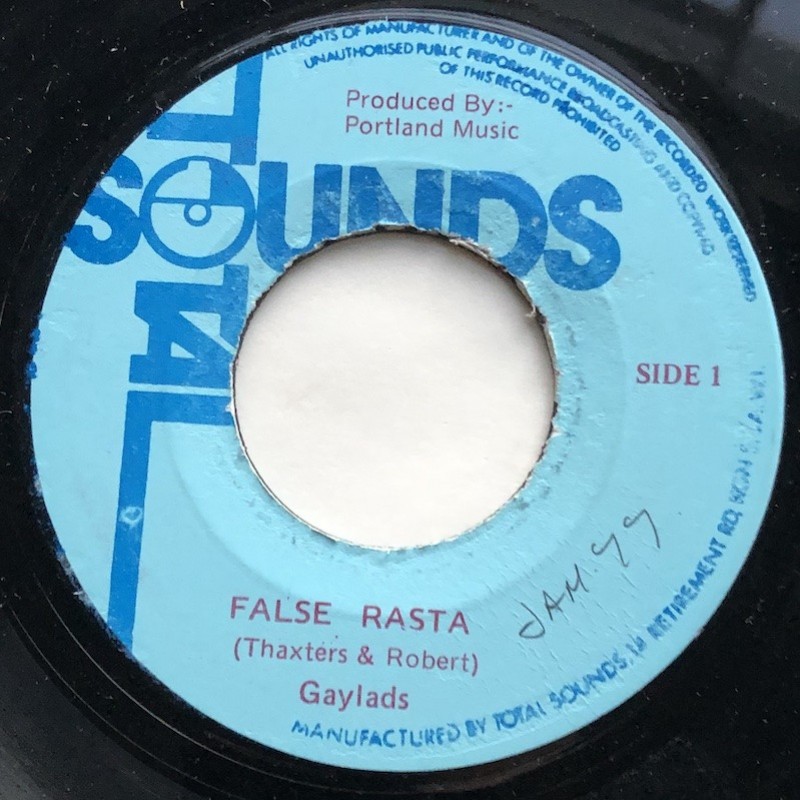 ALL RIGHTS OF MANUFACTURER AND OF THE OWNER OF THE RECORDED WORK RESERVED
UNAUTHORISED PUBLIC PERFORMANCE BROADCASTING AND COPYING
OF THIS RECORD PROHIBITED
Produced By:-
Portland Music
TOTAL
SOUNDS
SIDE 1
JAM. 99
FALSE RASTA
(Thaxters & Robert)
Gaylads
MANUFACTURED BY TOTAL SOUNDS, RETIREMENT RD,